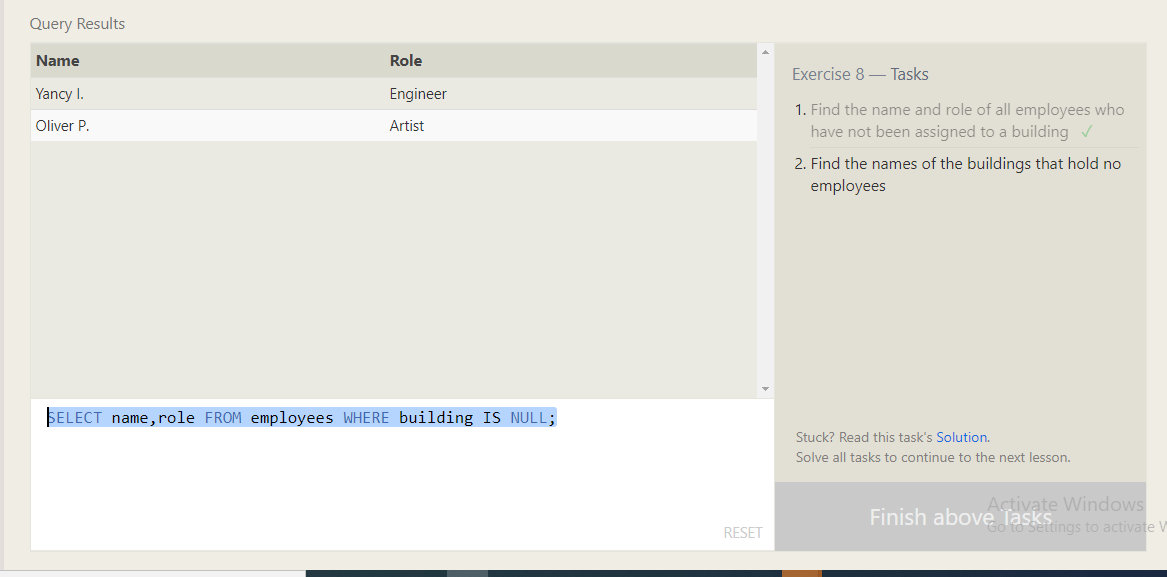 Query Results
Name Role
Yancy I. Engineer
Oliver P. Artist
SELECT name,role FROM employees WHERE building IS NULL;
RESET
Exercise 8 — Tasks
1. Find the name and role of all employees who
have not been assigned to a building ✓
2. Find the names of the buildings that hold no
employees
Stuck? Read this task's Solution.
Solve all tasks to continue to the next lesson.
Finish above Tasks
Activate Windows
Go to Settings to activate W